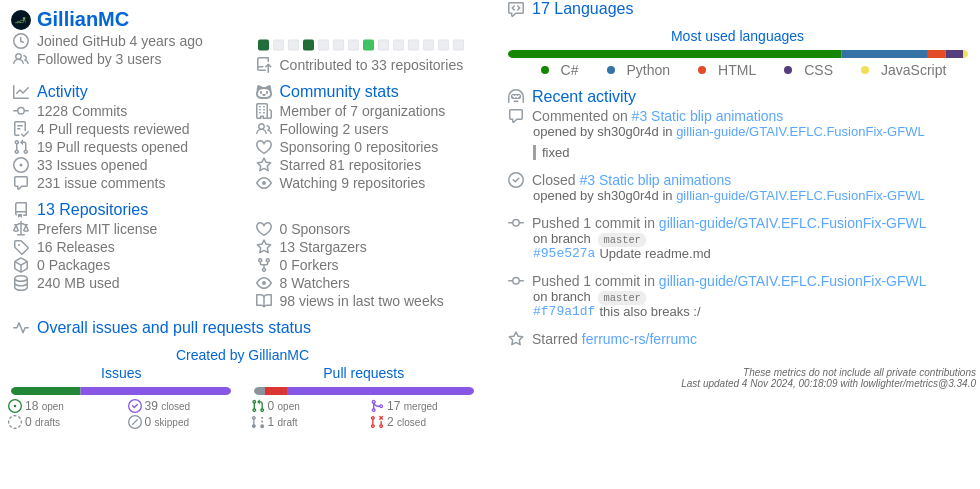 GillianMC
Joined GitHub 4 years ago
Followed by 3 users
Contributed to 33 repositories
Activity
1228 Commits
4 Pull requests reviewed
19 Pull requests opened
33 Issues opened
231 issue comments
Community stats
Member of 7 organizations
Following 2 users
Sponsoring 0 repositories
Starred 81 repositories
Watching 9 repositories
13 Repositories
Prefers MIT license
16 Releases
0 Packages
240 MB used
0 Sponsors
13 Stargazers
0 Forkers
8 Watchers
98 views in last two weeks
Overall issues and pull requests status
Created by GillianMC
Issues
18 open
39 closed
0 drafts
0 skipped
Pull requests
0 open
17 merged
1 draft
2 closed
17 Languages
Most used languages
C# Python HTML CSS JavaScript
Recent activity
Commented on #3 Static blip animations
opened by sh30g0r4d in gillian-guide/GTAIV.EFLC.FusionFix-GFWL
fixed
Closed #3 Static blip animations
opened by sh30g0r4d in gillian-guide/GTAIV.EFLC.FusionFix-GFWL
Pushed 1 commit in gillian-guide/GTAIV.EFLC.FusionFix-GFWL
on branch master
#95e527a Update readme.md
Pushed 1 commit in gillian-guide/GTAIV.EFLC.FusionFix-GFWL
on branch master
#f79a1df this also breaks :/
Starred ferrumc-rs/ferrumc
These metrics do not include all private contributions
Last updated 4 Nov 2024, 00:18:09 with lowlighter/metrics@3.34.0